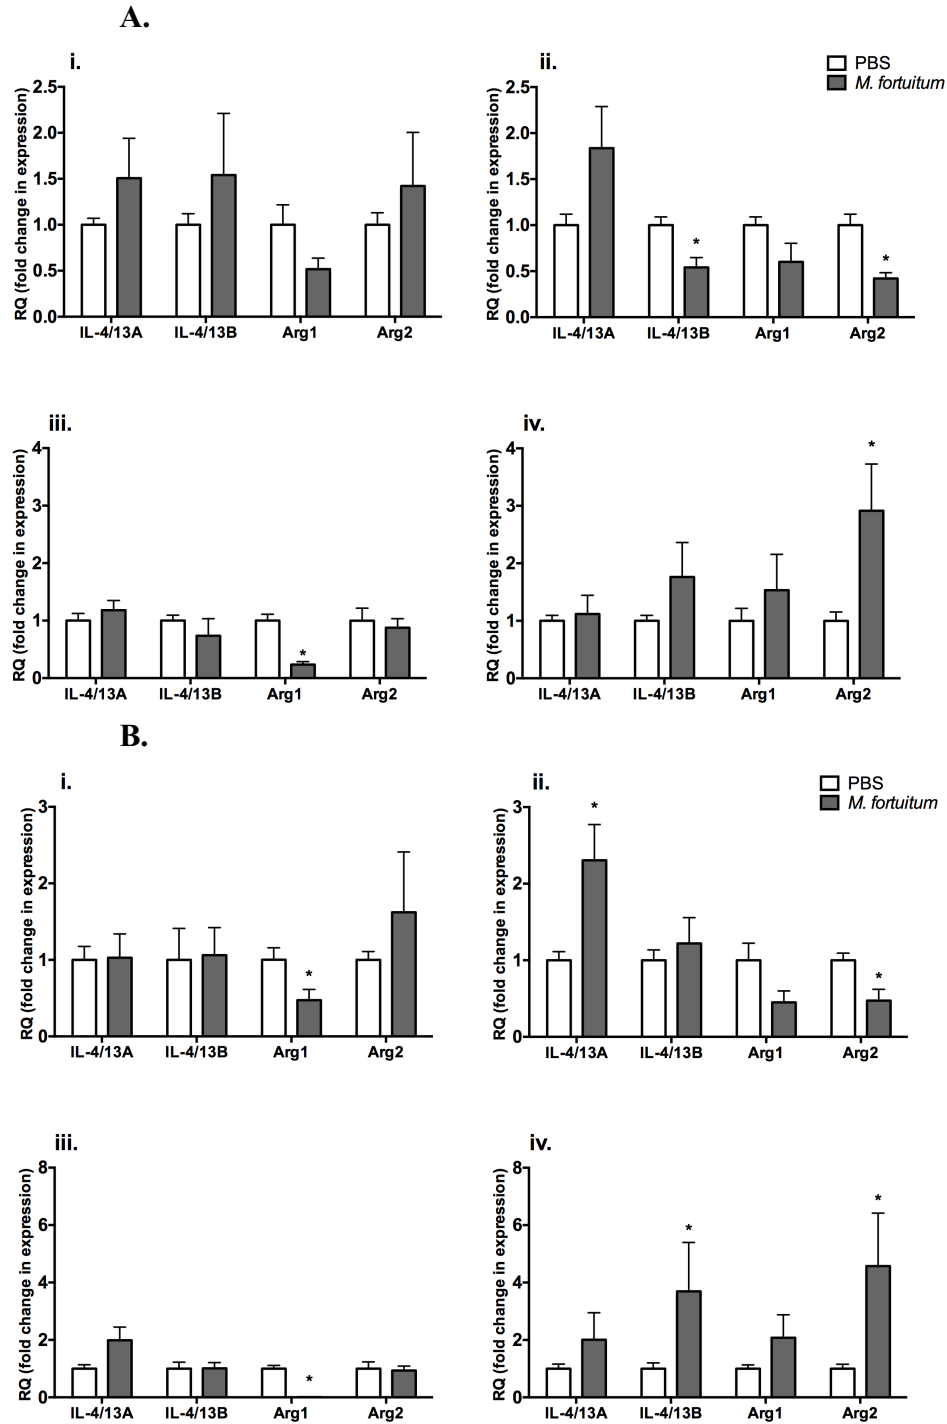 A.
i.
RQ (fold change in expression)
2.5
2.0
1.5
1.0
0.5
0.0
IL-4/13A IL-4/13B Arg1 Arg2
ii.
PBS
M. fortuitum
RQ (fold change in expression)
2.5
2.0
1.5
1.0
0.5
0.0
*
*
IL-4/13A IL-4/13B Arg1 Arg2
iii.
RQ (fold change in expression)
4
3
2
1
0
*
IL-4/13A IL-4/13B Arg1 Arg2
iv.
RQ (fold change in expression)
4
3
2
1
0
*
IL-4/13A IL-4/13B Arg1 Arg2
B.
i.
RQ (fold change in expression)
3
2
1
0
*
IL-4/13A IL-4/13B Arg1 Arg2
ii.
PBS
M. fortuitum
RQ (fold change in expression)
3
2
1
0
*
*
IL-4/13A IL-4/13B Arg1 Arg2
iii.
RQ (fold change in expression)
8
6
4
2
0
*
IL-4/13A IL-4/13B Arg1 Arg2
iv.
RQ (fold change in expression)
8
6
4
2
0
*
*
IL-4/13A IL-4/13B Arg1 Arg2